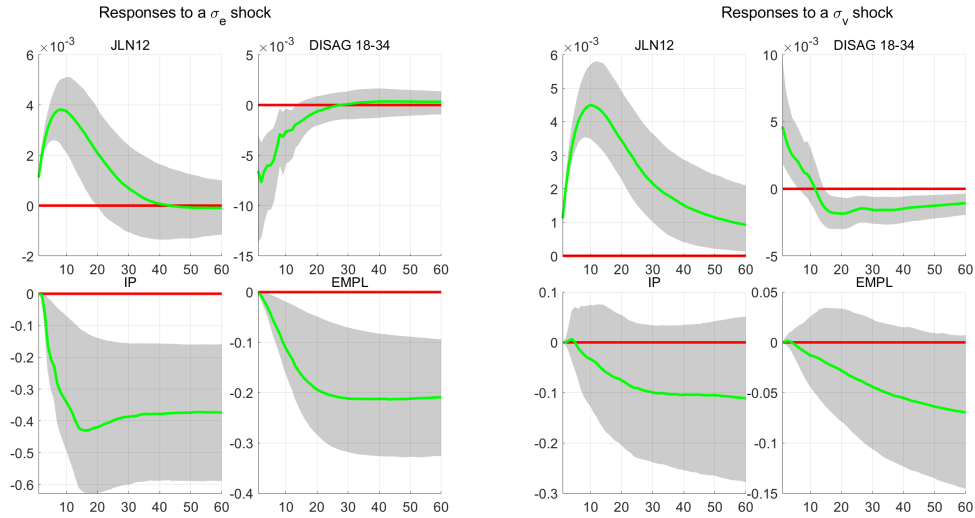 Responses to a σe shock
Responses to a σv shock
×10-3 JLN12
6
4
2
0
-2
10 20 30 40 50 60
×10-3 DISAG 18-34
5
0
-5
-10
-15
10 20 30 40 50 60
IP
0
-0.1
-0.2
-0.3
-0.4
-0.5
-0.6
10 20 30 40 50 60
EMPL
0
-0.1
-0.2
-0.3
-0.4
10 20 30 40 50 60
×10-3 JLN12
6
5
4
3
2
1
0
10 20 30 40 50 60
×10-3 DISAG 18-34
10
5
0
-5
10 20 30 40 50 60
IP
0.1
0
-0.1
-0.2
-0.3
10 20 30 40 50 60
EMPL
0.05
0
-0.05
-0.1
-0.15
10 20 30 40 50 60